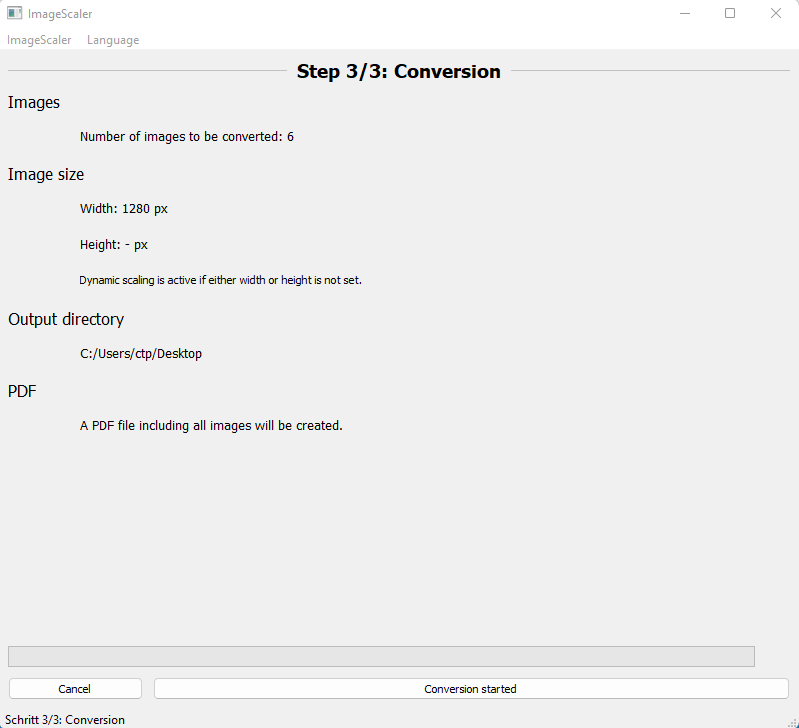 ImageScaler
ImageScaler Language
Step 3/3: Conversion
Images
Number of images to be converted: 6
Image size
Width: 1280 px
Height: - px
Dynamic scaling is active if either width or height is not set.
Output directory
C:/Users/ctp/Desktop
PDF
A PDF file including all images will be created.
Cancel Conversion started
Schritt 3/3: Conversion